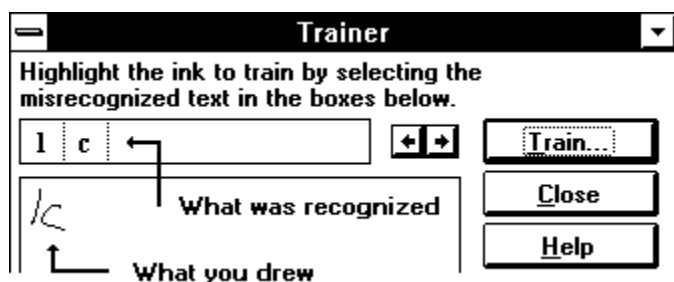 Trainer
Highlight the ink to train by selecting the
misrecognized text in the boxes below.
l c
Train...
What was recognized
Close
lc
Help
What you drew